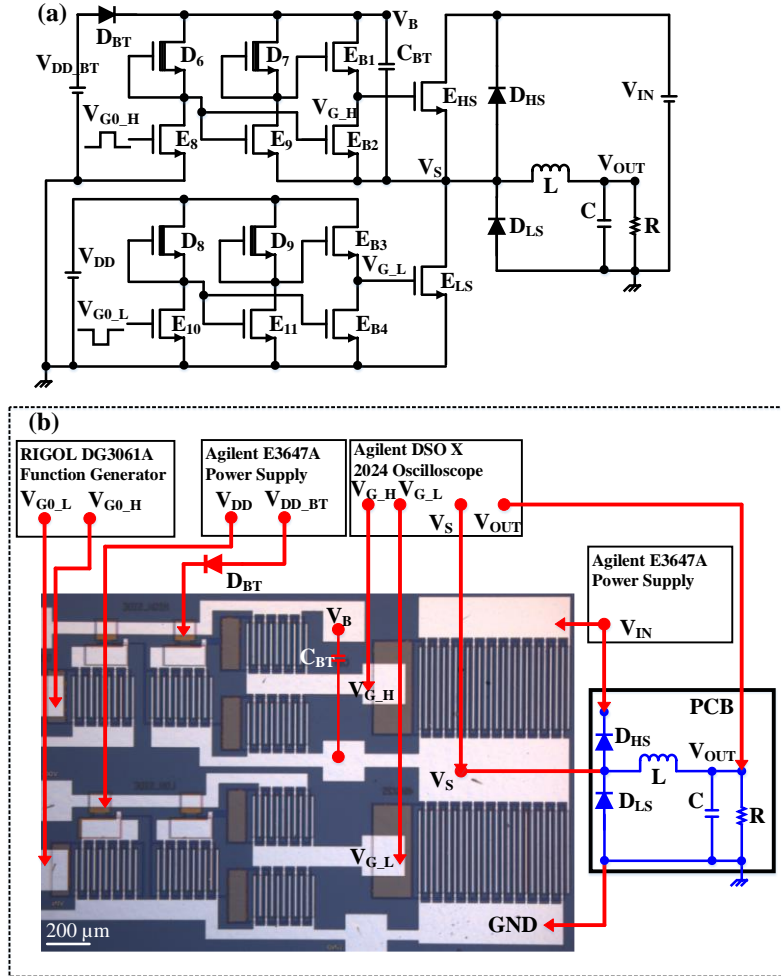 (a)
V_B
D_BT
D_6
D_7
E_B1
C_BT
V_DD_BT
E_HS
D_HS
V_IN
V_G0_H
V_G_H
E_8
E_9
E_B2
V_S
V_OUT
L
D_8
D_9
E_B3
D_LS
C
R
V_DD
V_G_L
E_LS
V_G0_L
E_10
E_11
E_B4
(b)
RIGOL DG3061A
Function Generator
V_G0_L
V_G0_H
Agilent E3647A
Power Supply
V_DD
V_DD_BT
Agilent DSO X
2024 Oscilloscope
V_G_H
V_G_L
V_S
V_OUT
D_BT
Agilent E3647A
Power Supply
V_IN
V_B
C_BT
V_G_H
PCB
D_HS
L
V_OUT
V_S
D_LS
C
R
V_G_L
GND
200 µm